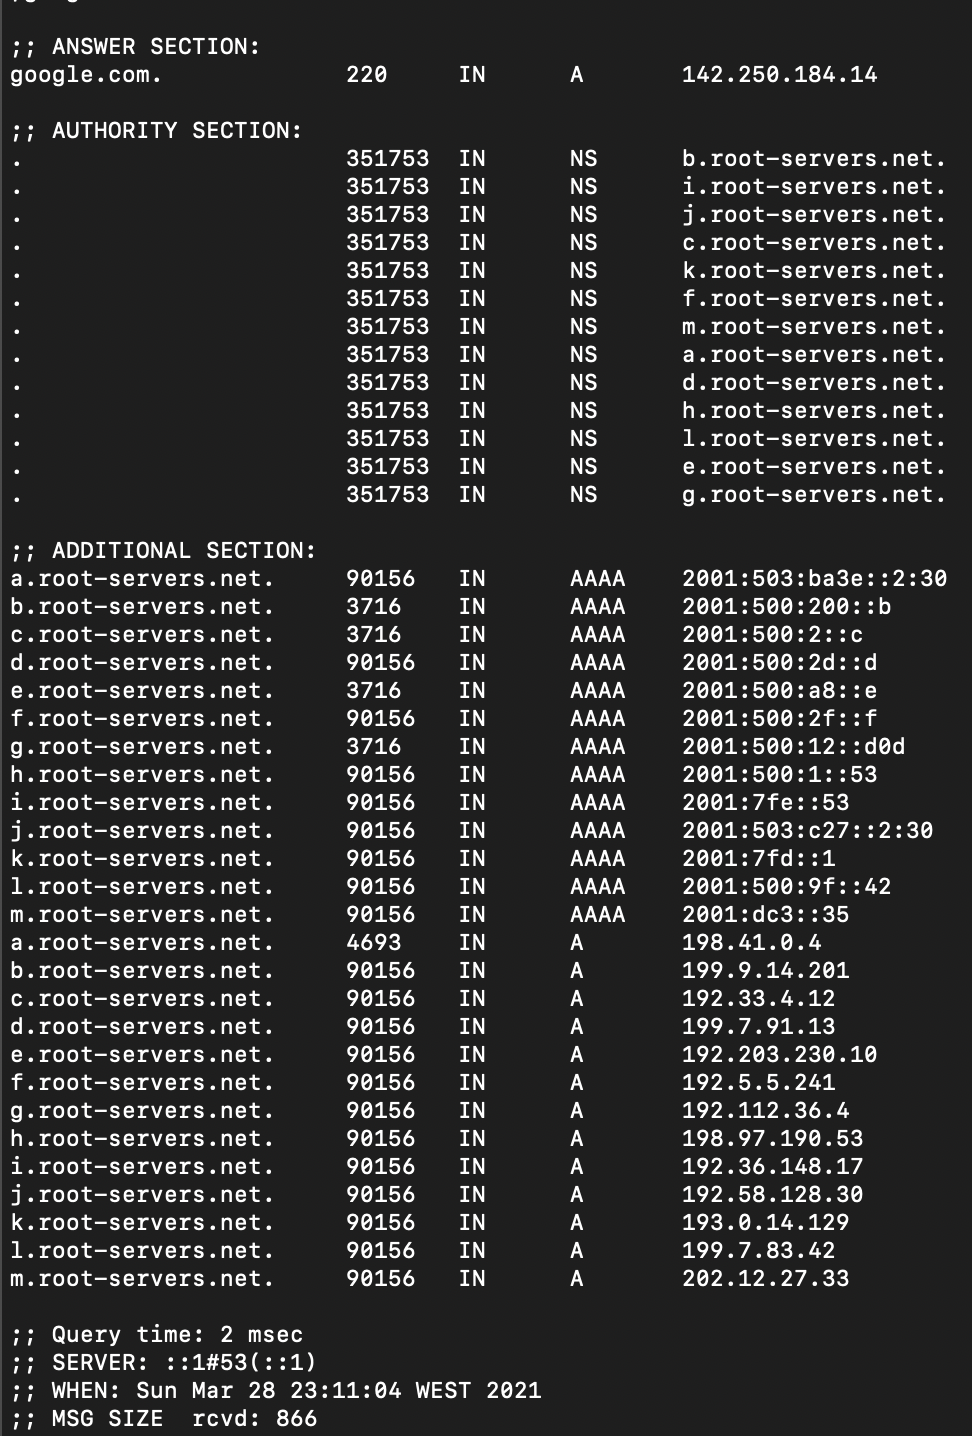 ;; ANSWER SECTION:
google.com. 220 IN A 142.250.184.14
;; AUTHORITY SECTION:
. 351753 IN NS b.root-servers.net.
. 351753 IN NS i.root-servers.net.
. 351753 IN NS j.root-servers.net.
. 351753 IN NS c.root-servers.net.
. 351753 IN NS k.root-servers.net.
. 351753 IN NS f.root-servers.net.
. 351753 IN NS m.root-servers.net.
. 351753 IN NS a.root-servers.net.
. 351753 IN NS d.root-servers.net.
. 351753 IN NS h.root-servers.net.
. 351753 IN NS l.root-servers.net.
. 351753 IN NS e.root-servers.net.
. 351753 IN NS g.root-servers.net.
;; ADDITIONAL SECTION:
a.root-servers.net. 90156 IN AAAA 2001:503:ba3e::2:30
b.root-servers.net. 3716 IN AAAA 2001:500:200::b
c.root-servers.net. 3716 IN AAAA 2001:500:2::c
d.root-servers.net. 90156 IN AAAA 2001:500:2d::d
e.root-servers.net. 3716 IN AAAA 2001:500:a8::e
f.root-servers.net. 90156 IN AAAA 2001:500:2f::f
g.root-servers.net. 3716 IN AAAA 2001:500:12::d0d
h.root-servers.net. 90156 IN AAAA 2001:500:1::53
i.root-servers.net. 90156 IN AAAA 2001:7fe::53
j.root-servers.net. 90156 IN AAAA 2001:503:c27::2:30
k.root-servers.net. 90156 IN AAAA 2001:7fd::1
l.root-servers.net. 90156 IN AAAA 2001:500:9f::42
m.root-servers.net. 90156 IN AAAA 2001:dc3::35
a.root-servers.net. 4693 IN A 198.41.0.4
b.root-servers.net. 90156 IN A 199.9.14.201
c.root-servers.net. 90156 IN A 192.33.4.12
d.root-servers.net. 90156 IN A 199.7.91.13
e.root-servers.net. 90156 IN A 192.203.230.10
f.root-servers.net. 90156 IN A 192.5.5.241
g.root-servers.net. 90156 IN A 192.112.36.4
h.root-servers.net. 90156 IN A 198.97.190.53
i.root-servers.net. 90156 IN A 192.36.148.17
j.root-servers.net. 90156 IN A 192.58.128.30
k.root-servers.net. 90156 IN A 193.0.14.129
l.root-servers.net. 90156 IN A 199.7.83.42
m.root-servers.net. 90156 IN A 202.12.27.33
;; Query time: 2 msec
;; SERVER: ::1#53(::1)
;; WHEN: Sun Mar 28 23:11:04 WEST 2021
;; MSG SIZE rcvd: 866